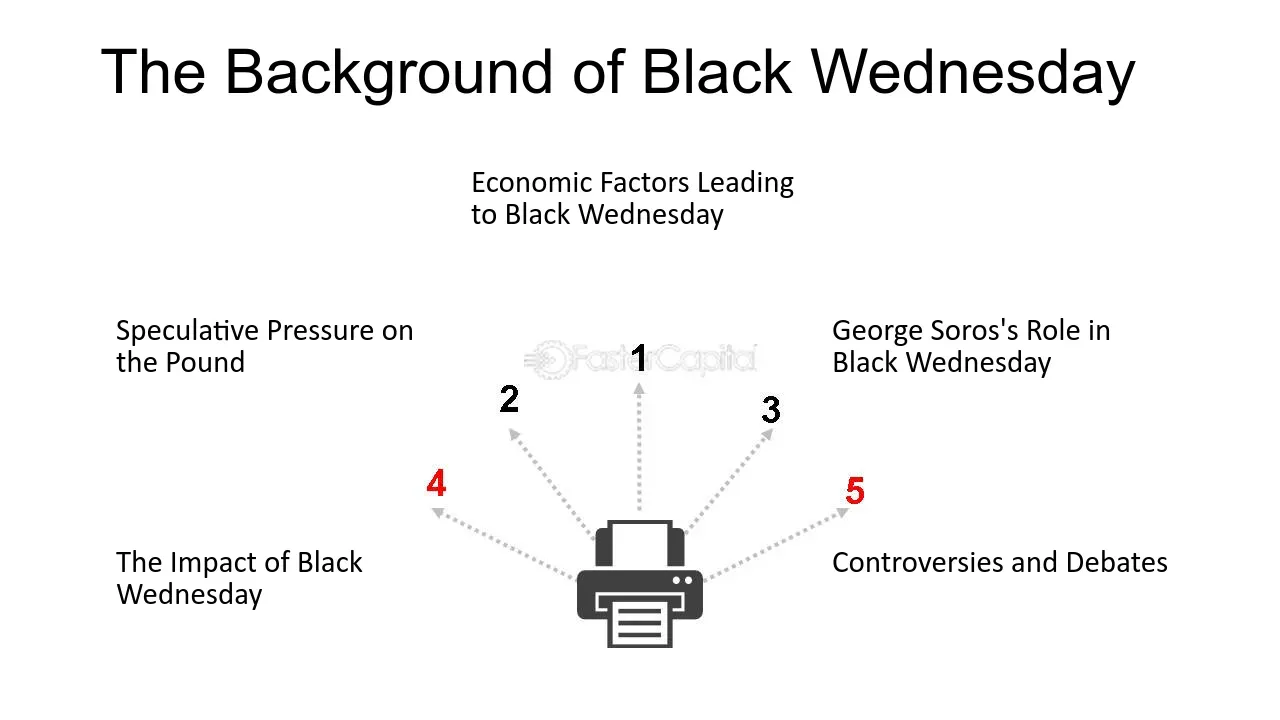 The Background of Black Wednesday
Economic Factors Leading
to Black Wednesday
Speculative Pressure on
the Pound
George Soros's Role in
Black Wednesday
FasterCapital
1
2
3
4
5
The Impact of Black
Wednesday
Controversies and Debates